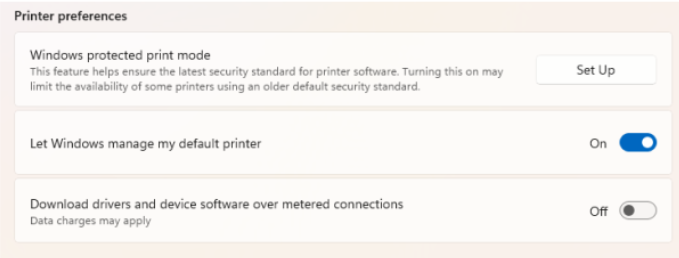 Printer preferences
Windows protected print mode
This feature helps ensure the latest security standard for printer software. Turning this on may
limit the availability of some printers using an older default security standard.
Set Up
Let Windows manage my default printer
On
Download drivers and device software over metered connections
Data charges may apply
Off